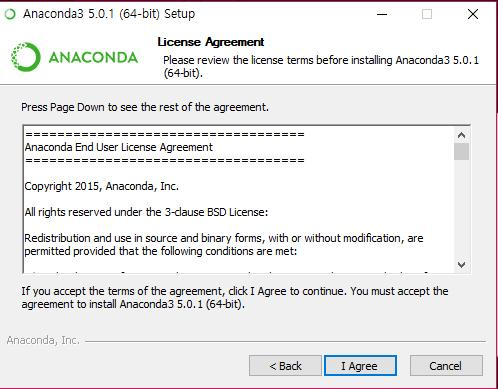 Anaconda3 5.0.1 (64-bit) Setup
License Agreement
ANACONDA
Please review the license terms before installing Anaconda3 5.0.1
(64-bit).
Press Page Down to see the rest of the agreement.
====================================
Anaconda End User License Agreement
====================================
Copyright 2015, Anaconda, Inc.
All rights reserved under the 3-clause BSD License:
Redistribution and use in source and binary forms, with or without modification, are
permitted provided that the following conditions are met:
If you accept the terms of the agreement, click I Agree to continue. You must accept the
agreement to install Anaconda3 5.0.1 (64-bit).
Anaconda, Inc.
< Back
I Agree
Cancel